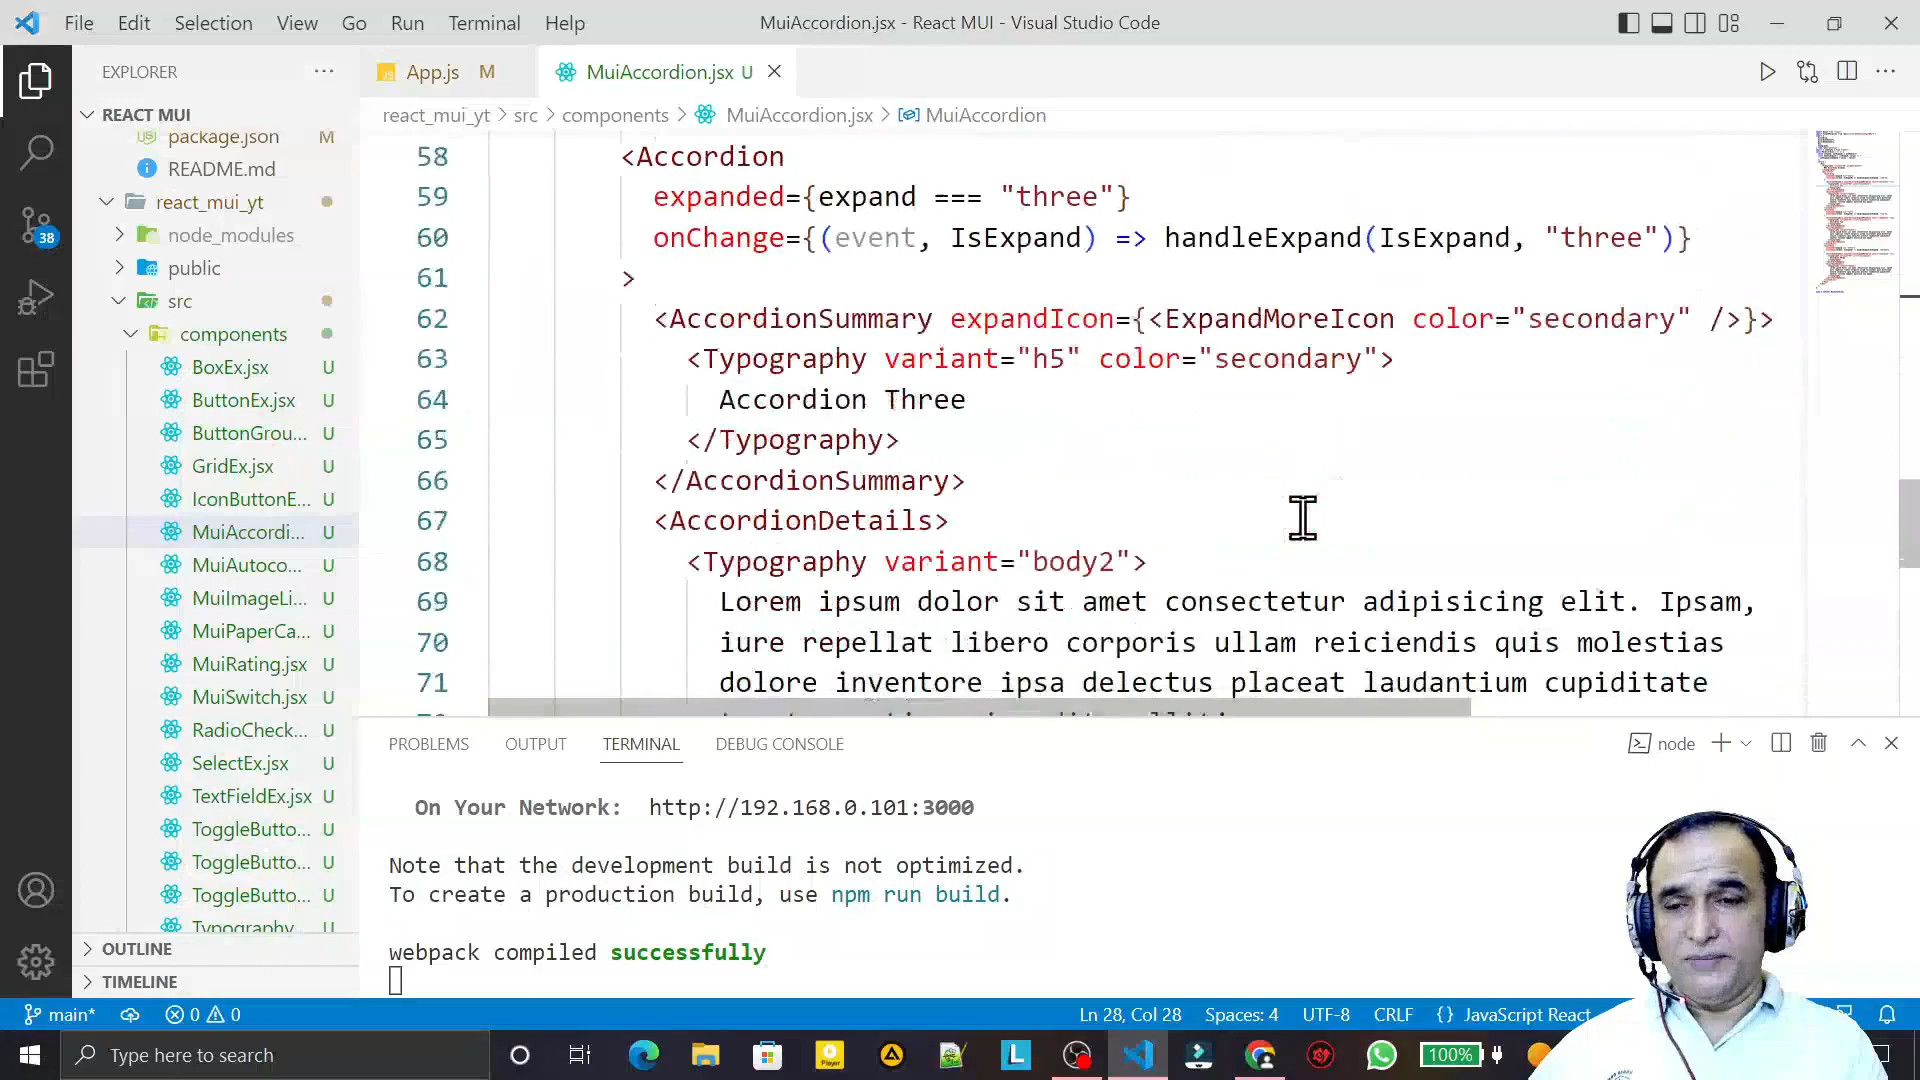 File Edit Selection View Go Run Terminal Help
MuiAccordion.jsx - React MUI - Visual Studio Code
EXPLORER
REACT MUI
package.json M
README.md
react_mui_yt
node_modules
public
src
components
BoxEx.jsx U
ButtonEx.jsx U
ButtonGrou... U
GridEx.jsx U
IconButtonE... U
MuiAccordi... U
MuiAutoco... U
MuiImageLi... U
MuiPaperCa... U
MuiRating.jsx U
MuiSwitch.jsx U
RadioCheck... U
SelectEx.jsx U
TextFieldEx.jsx U
ToggleButto... U
ToggleButto... U
ToggleButto... U
Typography U
OUTLINE
TIMELINE
38
App.js M
MuiAccordion.jsx U
react_mui_yt > src > components > MuiAccordion.jsx > MuiAccordion
58 <Accordion
59 expanded={expand === "three"}
60 onChange={(event, IsExpand) => handleExpand(IsExpand, "three")}
61 >
62 <AccordionSummary expandIcon={<ExpandMoreIcon color="secondary" />}>
63 <Typography variant="h5" color="secondary">
64 Accordion Three
65 </Typography>
66 </AccordionSummary>
67 <AccordionDetails>
68 <Typography variant="body2">
69 Lorem ipsum dolor sit amet consectetur adipisicing elit. Ipsam,
70 iure repellat libero corporis ullam reiciendis quis molestias
71 dolore inventore ipsa delectus placeat laudantium cupiditate
PROBLEMS OUTPUT TERMINAL DEBUG CONSOLE
node
On Your Network: http://192.168.0.101:3000
Note that the development build is not optimized.
To create a production build, use npm run build.
webpack compiled successfully
main* 0 0
Ln 28, Col 28 Spaces: 4 UTF-8 CRLF {} JavaScript React
Type here to search
100%